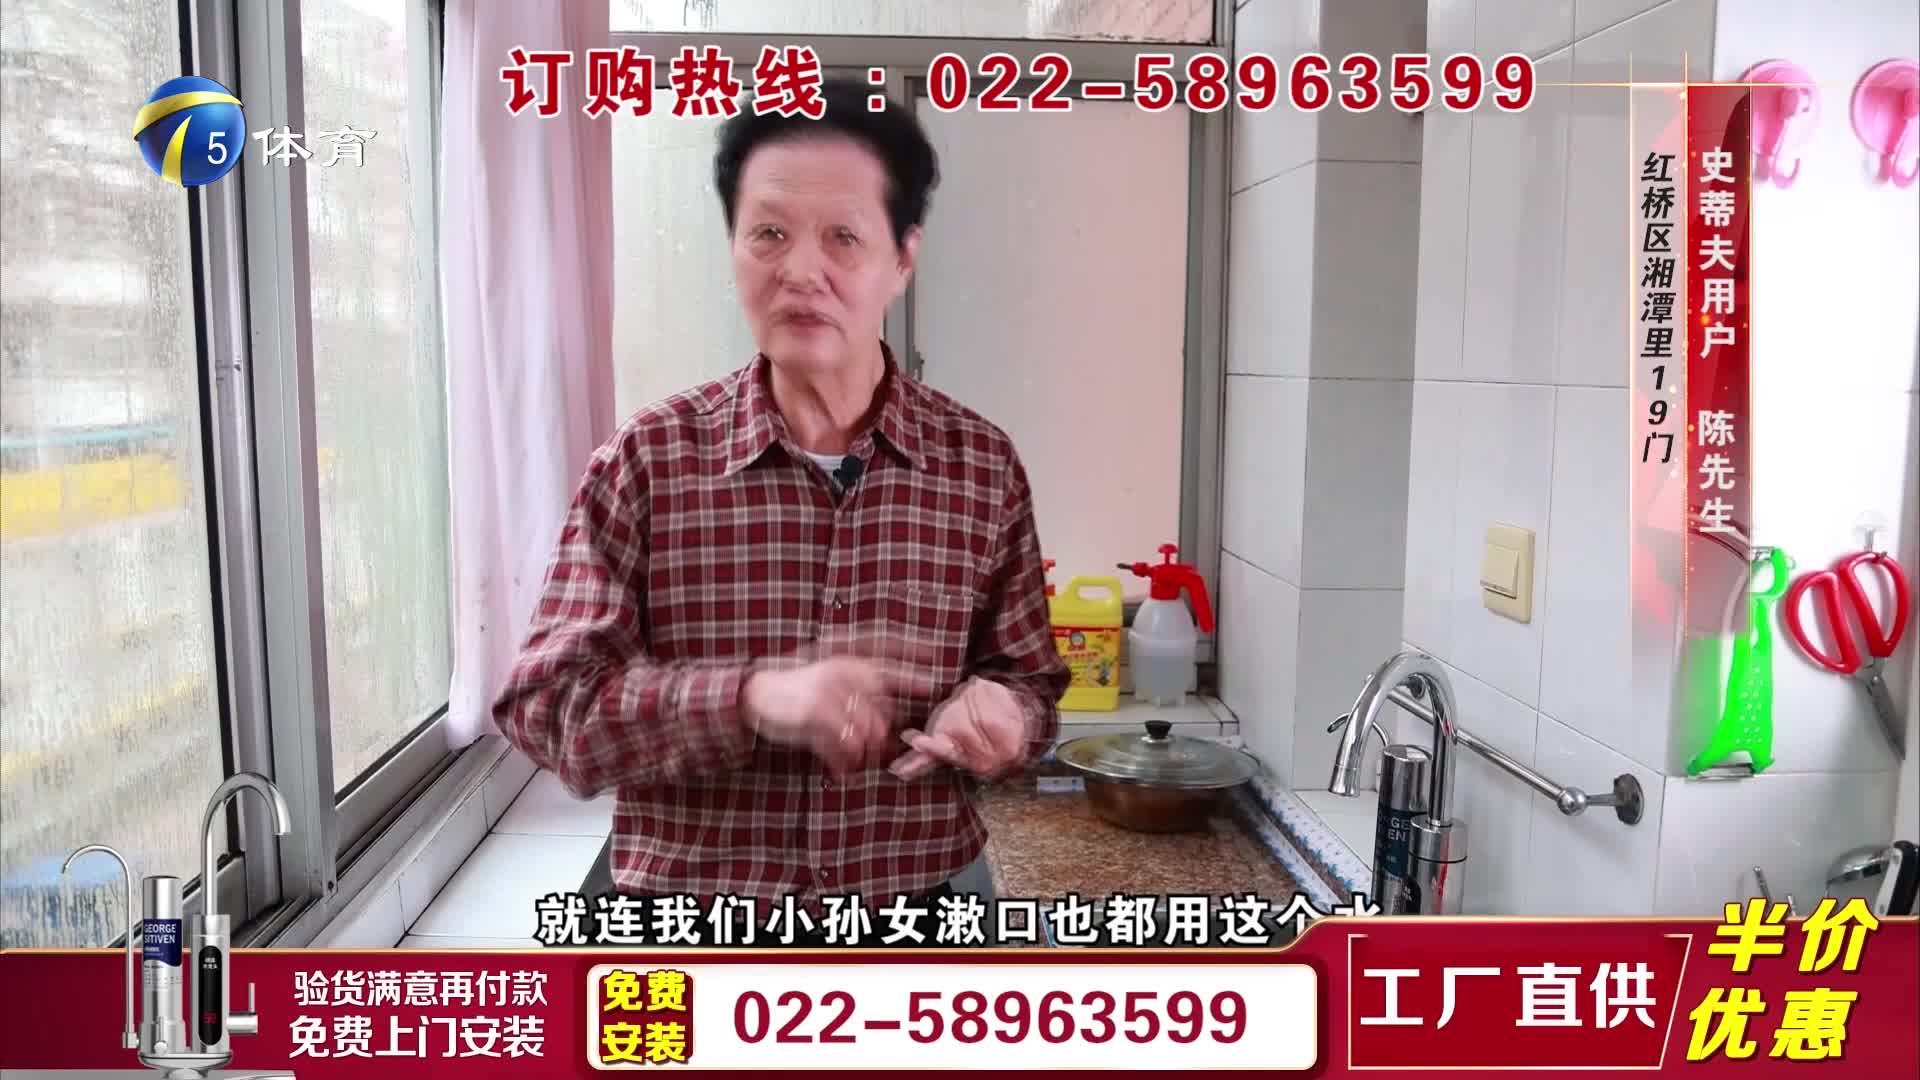 订购热线：022-58963599
5 体育
史蒂夫用户 陈先生
红桥区湘潭里19门
就连我们小孙女漱口也都用这个水
GEORGE
SITIVEN
验货满意再付款
免费上门安装
免费
安装
022-58963599
工厂直供
半价
优惠